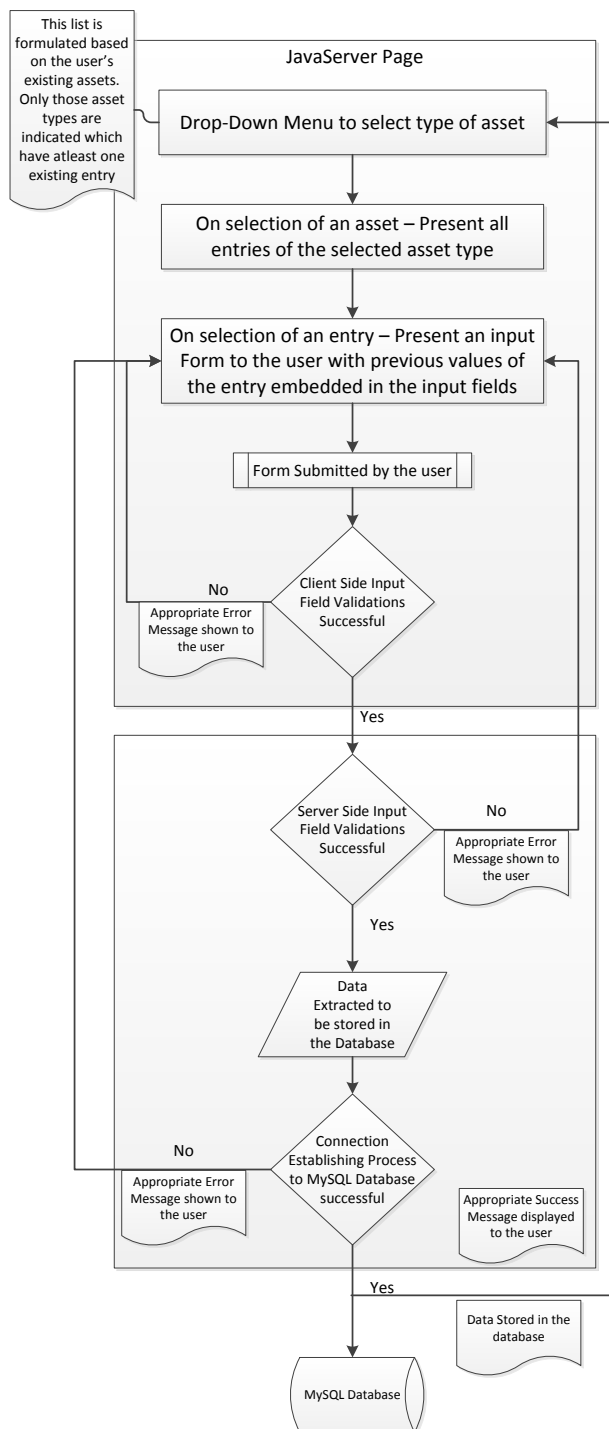 This list is
formulated based
on the user's
existing assets.
Only those asset
types are
indicated which
have atleast one
existing entry
JavaServer Page
Drop-Down Menu to select type of asset
On selection of an asset – Present all
entries of the selected asset type
On selection of an entry – Present an input
Form to the user with previous values of
the entry embedded in the input fields
Form Submitted by the user
Client Side Input
Field Validations
Successful
No
Appropriate Error
Message shown to
the user
Yes
Server Side Input
Field Validations
Successful
No
Appropriate Error
Message shown to
the user
Yes
Data
Extracted to
be stored in
the Database
Connection
Establishing Process
to MySQL Database
successful
No
Appropriate Error
Message shown to
the user
Appropriate Success
Message displayed
to the user
Yes
Data Stored in the
database
MySQL Database